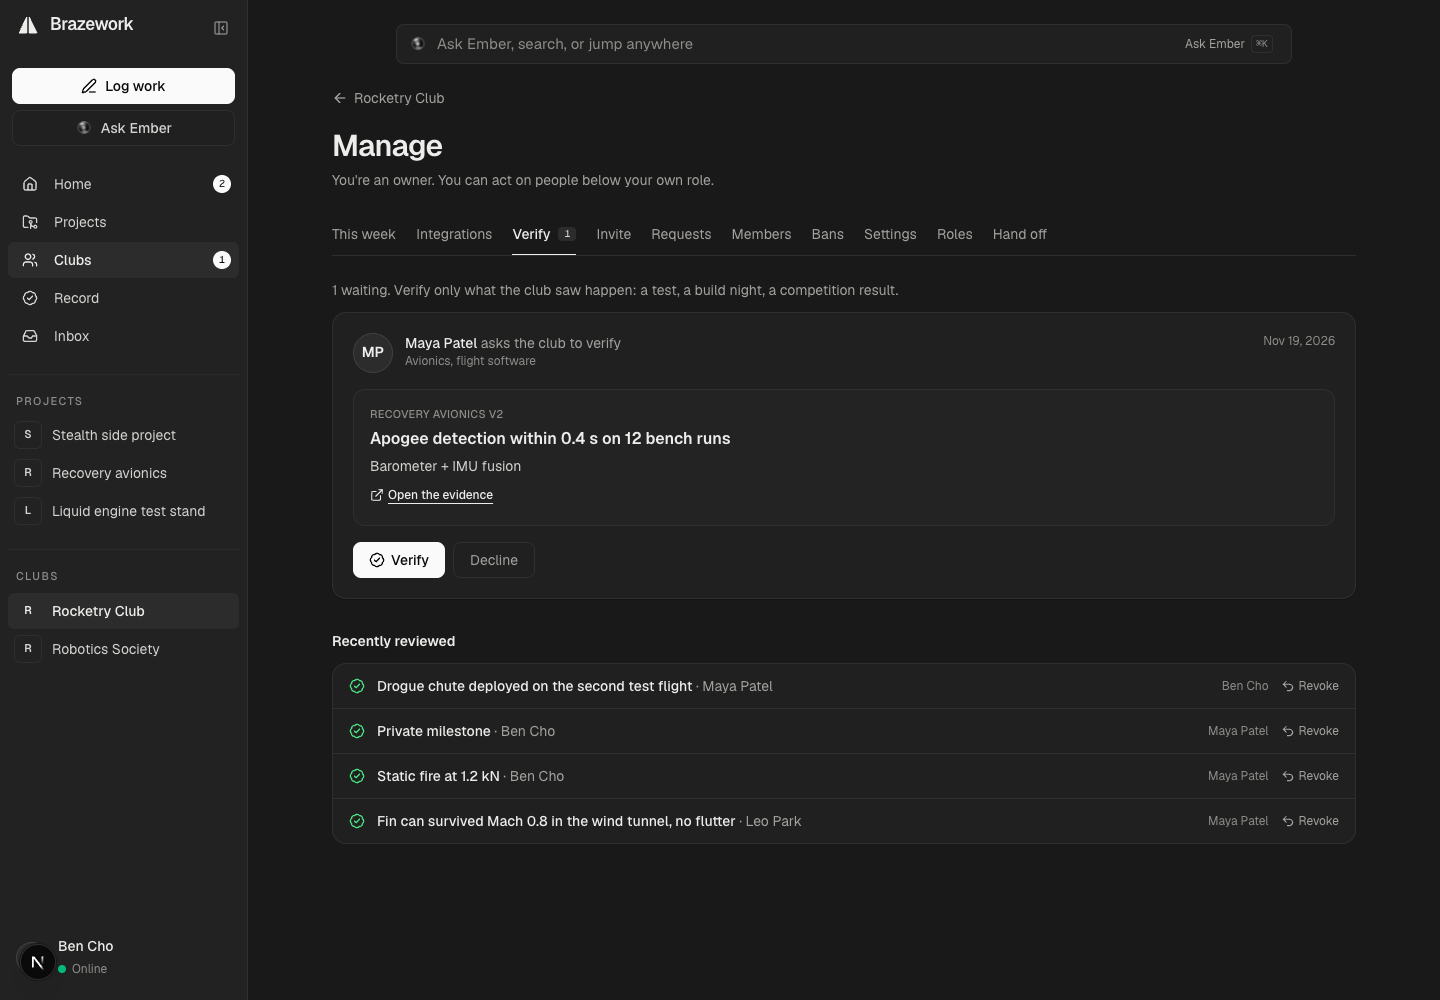 Brazework
Log work
Ask Ember
Home 2
Projects
Clubs 1
Record
Inbox
PROJECTS
S Stealth side project
R Recovery avionics
L Liquid engine test stand
CLUBS
R Rocketry Club
R Robotics Society
N Ben Cho
Online
Ask Ember, search, or jump anywhere Ask Ember ⌘K
Rocketry Club
Manage
You're an owner. You can act on people below your own role.
This week Integrations Verify 1 Invite Requests Members Bans Settings Roles Hand off
1 waiting. Verify only what the club saw happen: a test, a build night, a competition result.
MP Maya Patel asks the club to verify Nov 19, 2026
Avionics, flight software
RECOVERY AVIONICS V2
Apogee detection within 0.4 s on 12 bench runs
Barometer + IMU fusion
Open the evidence
Verify Decline
Recently reviewed
Drogue chute deployed on the second test flight · Maya Patel Ben Cho Revoke
Private milestone · Ben Cho Maya Patel Revoke
Static fire at 1.2 kN · Ben Cho Maya Patel Revoke
Fin can survived Mach 0.8 in the wind tunnel, no flutter · Leo Park Maya Patel Revoke